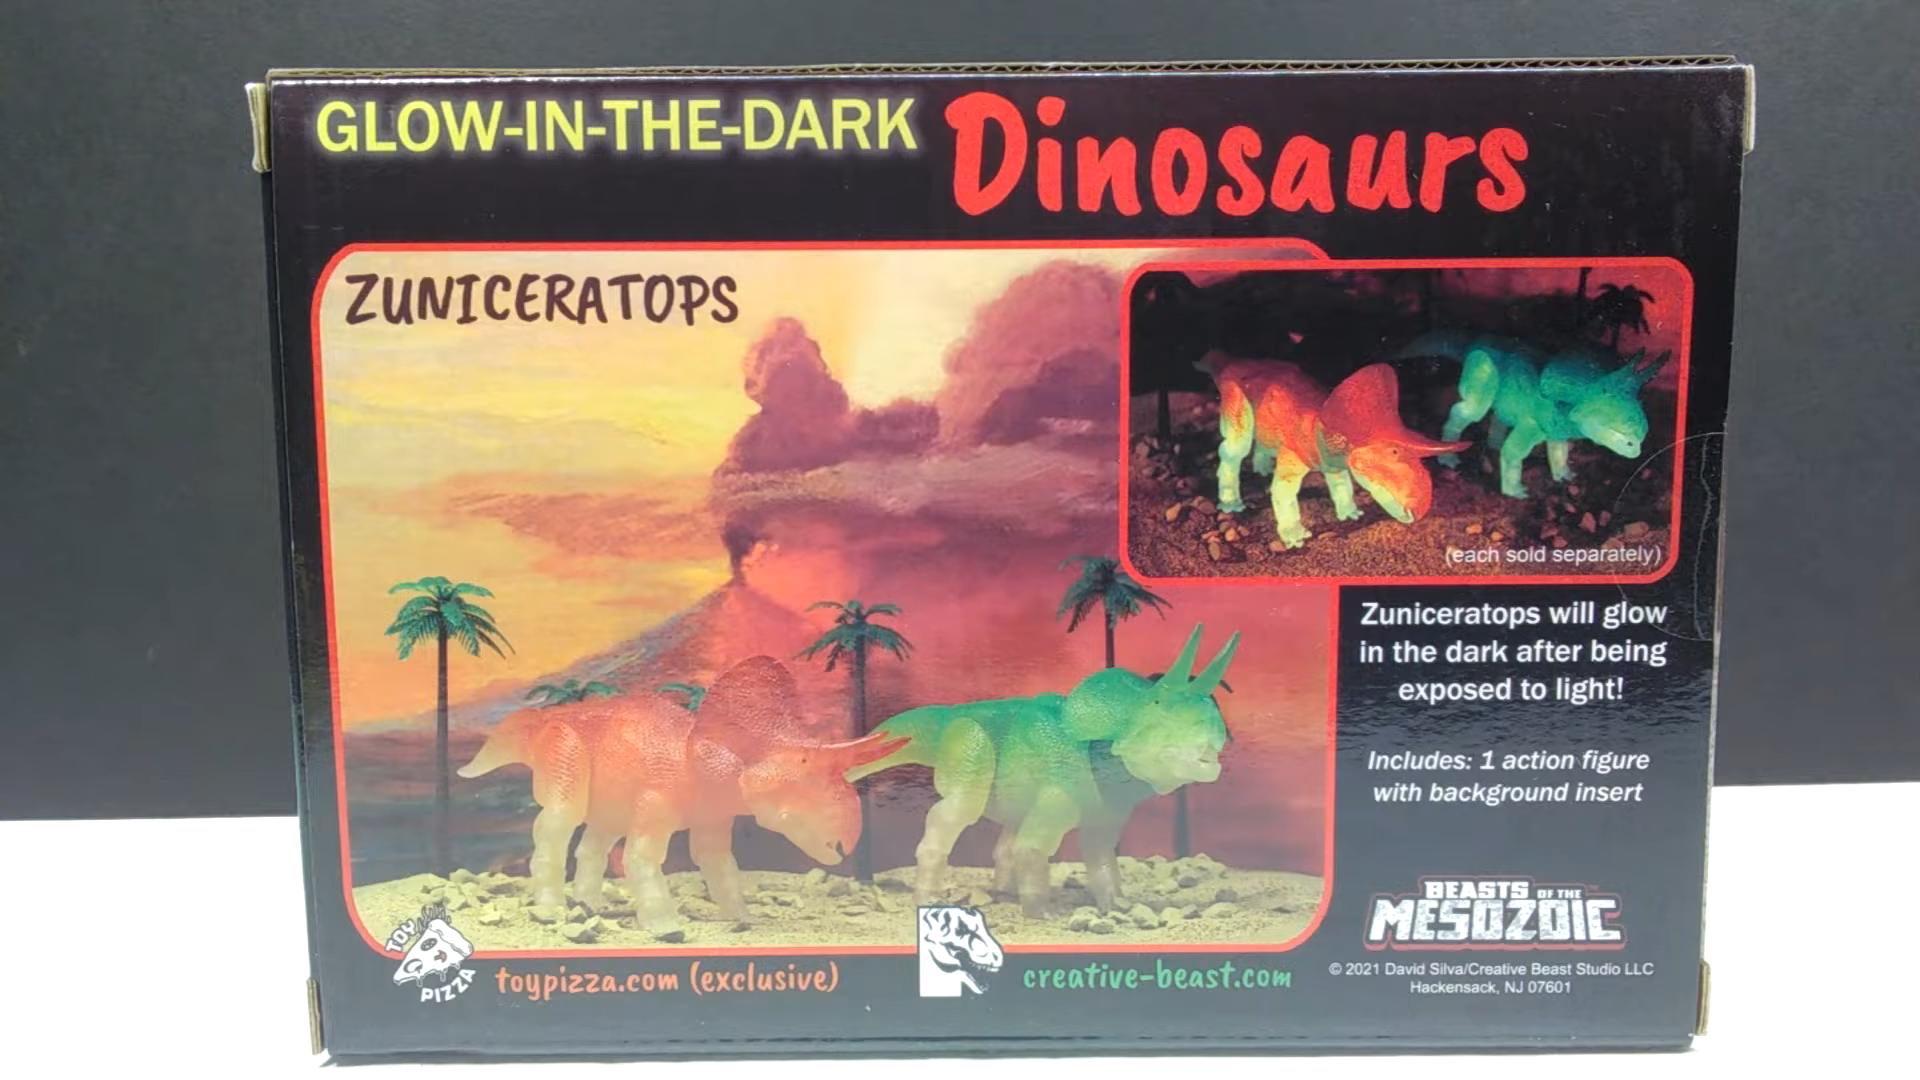 GLOW-IN-THE-DARK Dinosaurs
ZUNICERATOPS
(each sold separately)
Zuniceratops will glow
in the dark after being
exposed to light!
Includes: 1 action figure
with background insert
BEASTS OF THE
MESOZOIC
TOY
PIZZA
toypizza.com (exclusive)
creative-beast.com
© 2021 David Silva/Creative Beast Studio LLC
Hackensack, NJ 07601